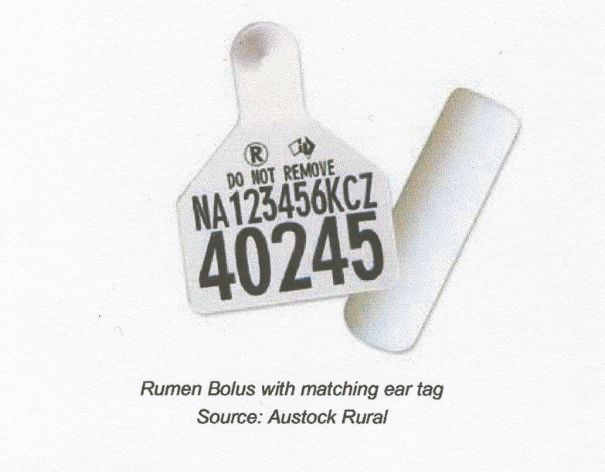 ®
DO NOT REMOVE
NA123456KCZ
40245
Rumen Bolus with matching ear tag
Source: Austock Rural